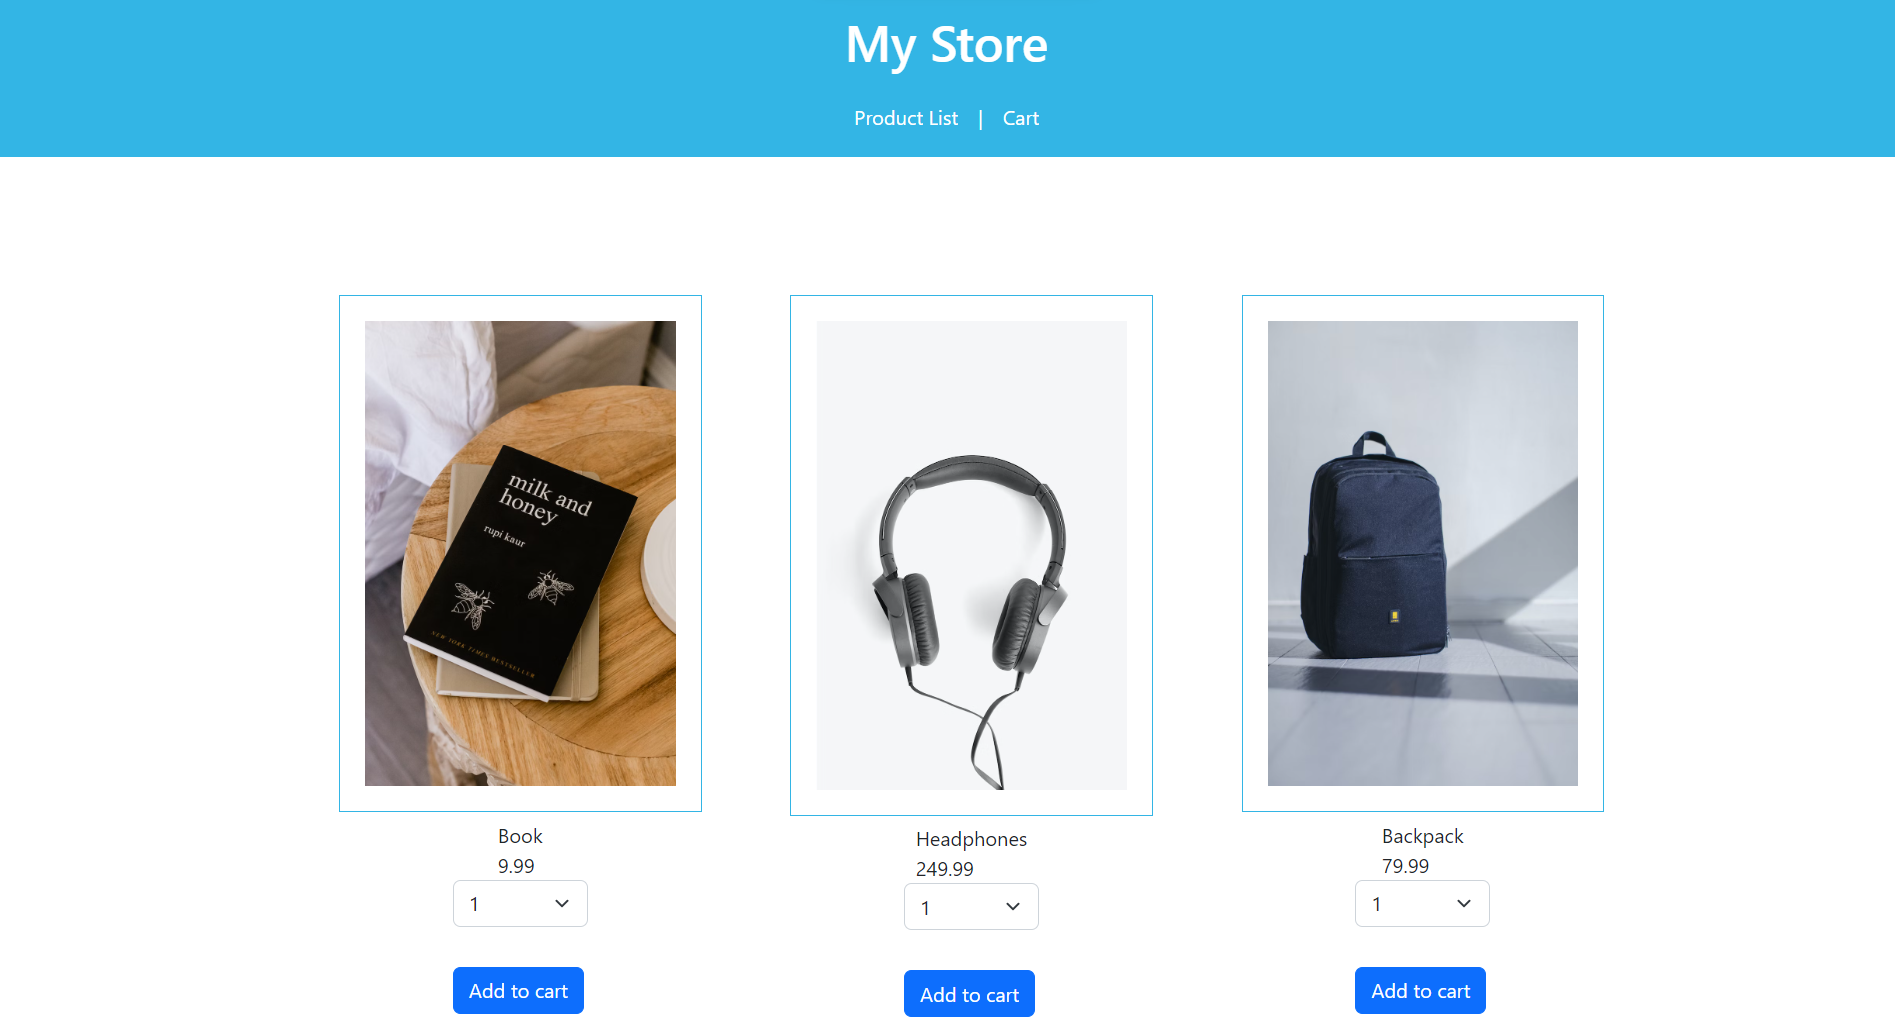 My Store
Product List | Cart
milk and
honey
rupi kaur
NEW YORK TIMES BESTSELLER
Book
9.99
1
Add to cart
Headphones
249.99
1
Add to cart
Backpack
79.99
1
Add to cart